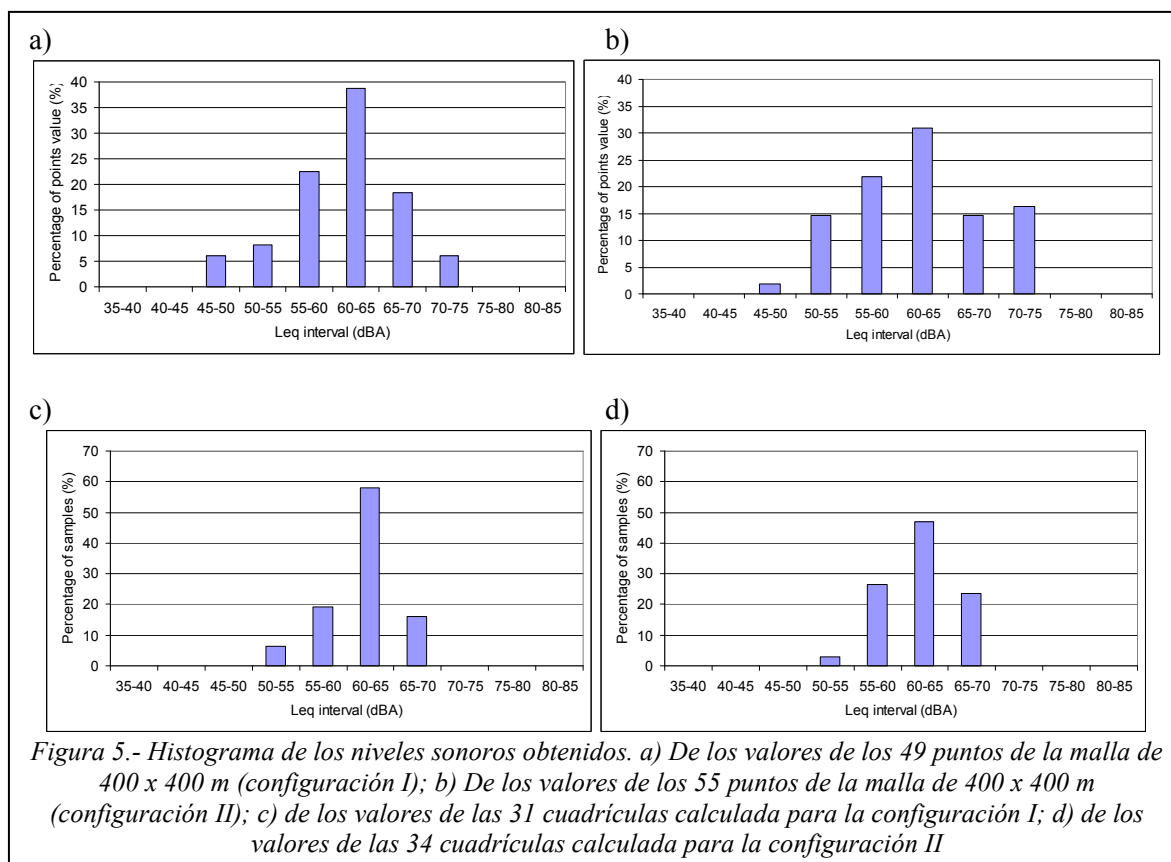 a)
b)
Percentage of points value (%)
40
35
30
25
20
15
10
5
0
35-40 40-45 45-50 50-55 55-60 60-65 65-70 70-75 75-80 80-85
Leq interval (dBA)
Percentage of points value (%)
40
35
30
25
20
15
10
5
0
35-40 40-45 45-50 50-55 55-60 60-65 65-70 70-75 75-80 80-85
Leq interval (dBA)
c)
d)
Percentage of samples (%)
70
60
50
40
30
20
10
0
35-40 40-45 45-50 50-55 55-60 60-65 65-70 70-75 75-80 80-85
Leq interval (dBA)
Percentage of samples (%)
70
60
50
40
30
20
10
0
35-40 40-45 45-50 50-55 55-60 60-65 65-70 70-75 75-80 80-85
Leq interval (dBA)
Figura 5.- Histograma de los niveles sonoros obtenidos. a) De los valores de los 49 puntos de la malla de
400 x 400 m (configuración I); b) De los valores de los 55 puntos de la malla de 400 x 400 m
(configuración II); c) de los valores de las 31 cuadrículas calculada para la configuración I; d) de los
valores de las 34 cuadrículas calculada para la configuración II